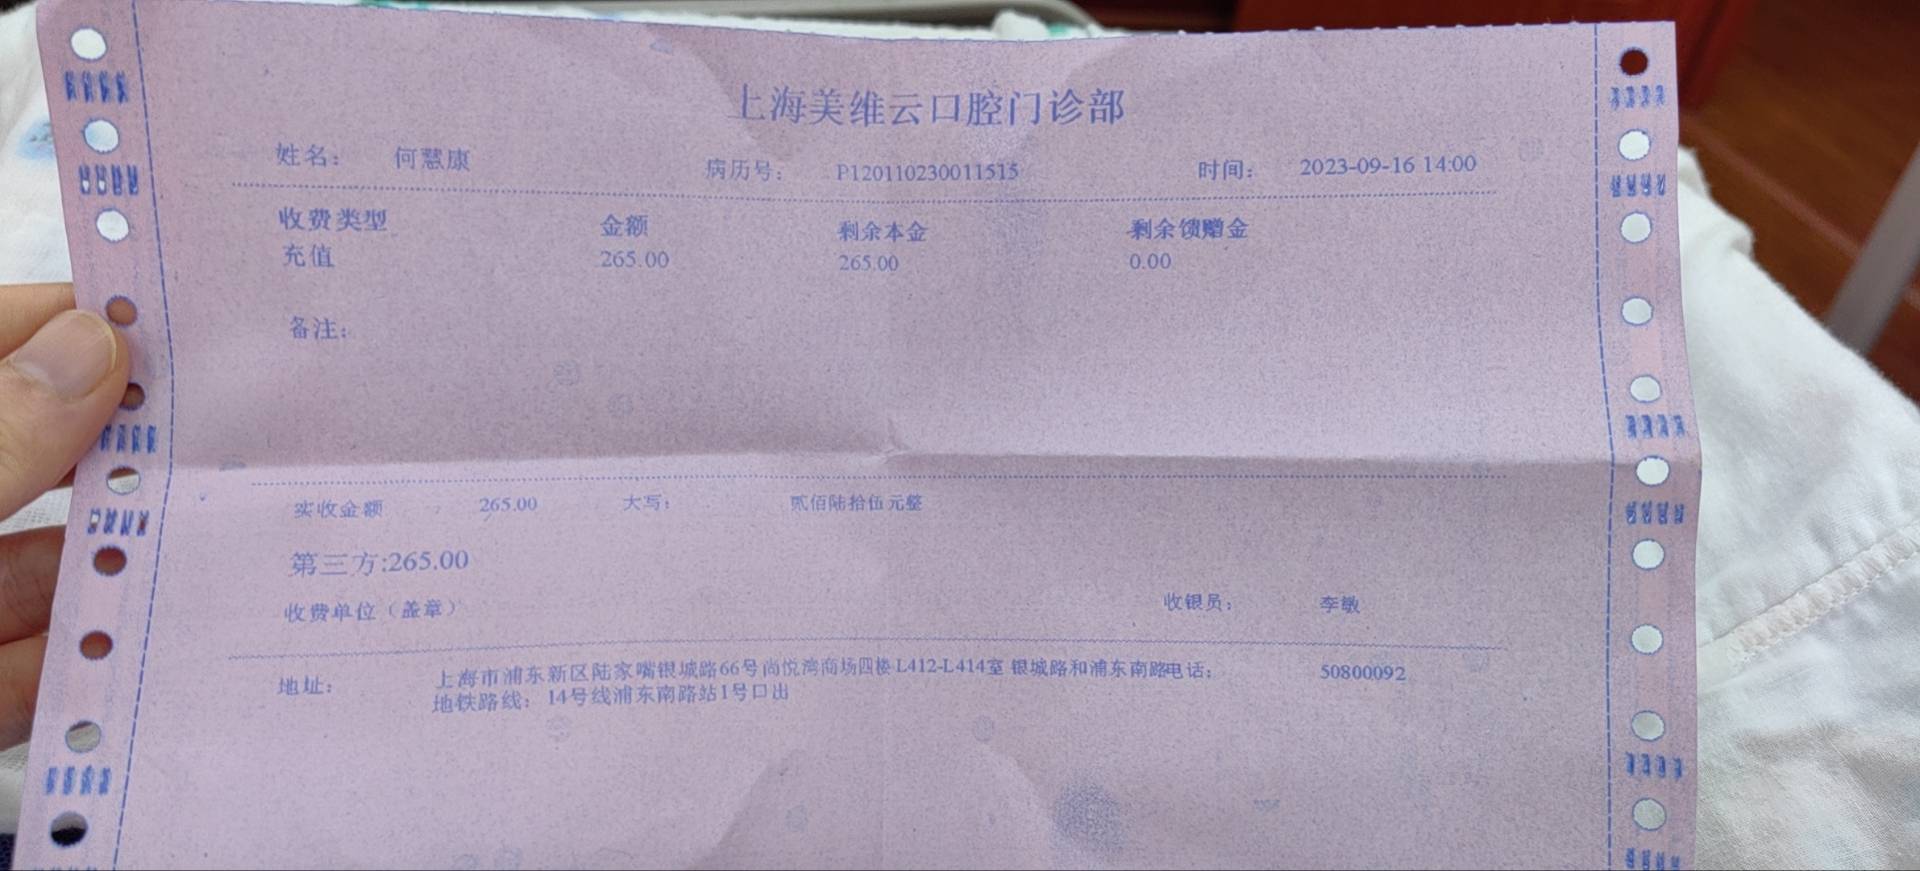 上海美维云口腔门诊部
姓名： 何慧康 病历号： P120110230011515 时间： 2023-09-16 14:00
收费类型 金额 剩余本金 剩余馈赠金
充值 265.00 265.00 0.00
备注：
实收金额 265.00 大写： 贰佰陆拾伍元整
第三方:265.00
收费单位（盖章） 收银员： 李敏
地址： 上海市浦东新区陆家嘴银城路66号尚悦湾商场四楼L412-L414室 银城路和浦东南路电话： 50800092
地铁路线：14号线浦东南路站1号口出